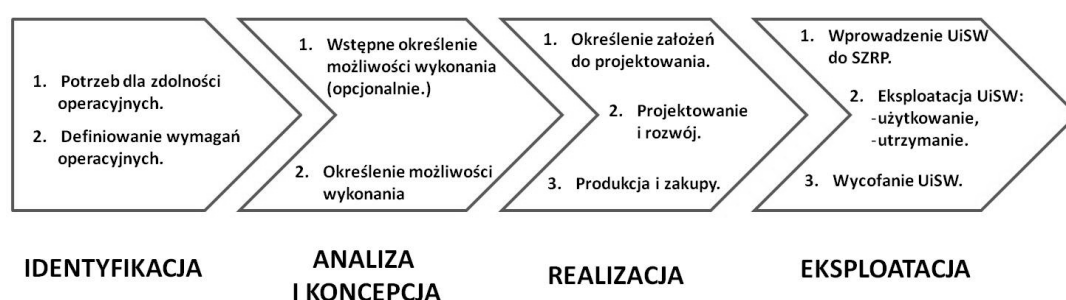 1. Potrzeb dla zdolności
operacyjnych.
2. Definiowanie wymagań
operacyjnych.
1. Wstępne określenie
możliwości wykonania
(opcjonalnie.)
2. Określenie możliwości
wykonania
1. Określenie założeń
do projektowania.
2. Projektowanie
i rozwój.
3. Produkcja i zakupy.
1. Wprowadzenie UiSW
do SZRP.
2. Eksploatacja UiSW:
-użytkowanie,
-utrzymanie.
3. Wycofanie UiSW.
IDENTYFIKACJA
ANALIZA
I KONCEPCJA
REALIZACJA
EKSPLOATACJA